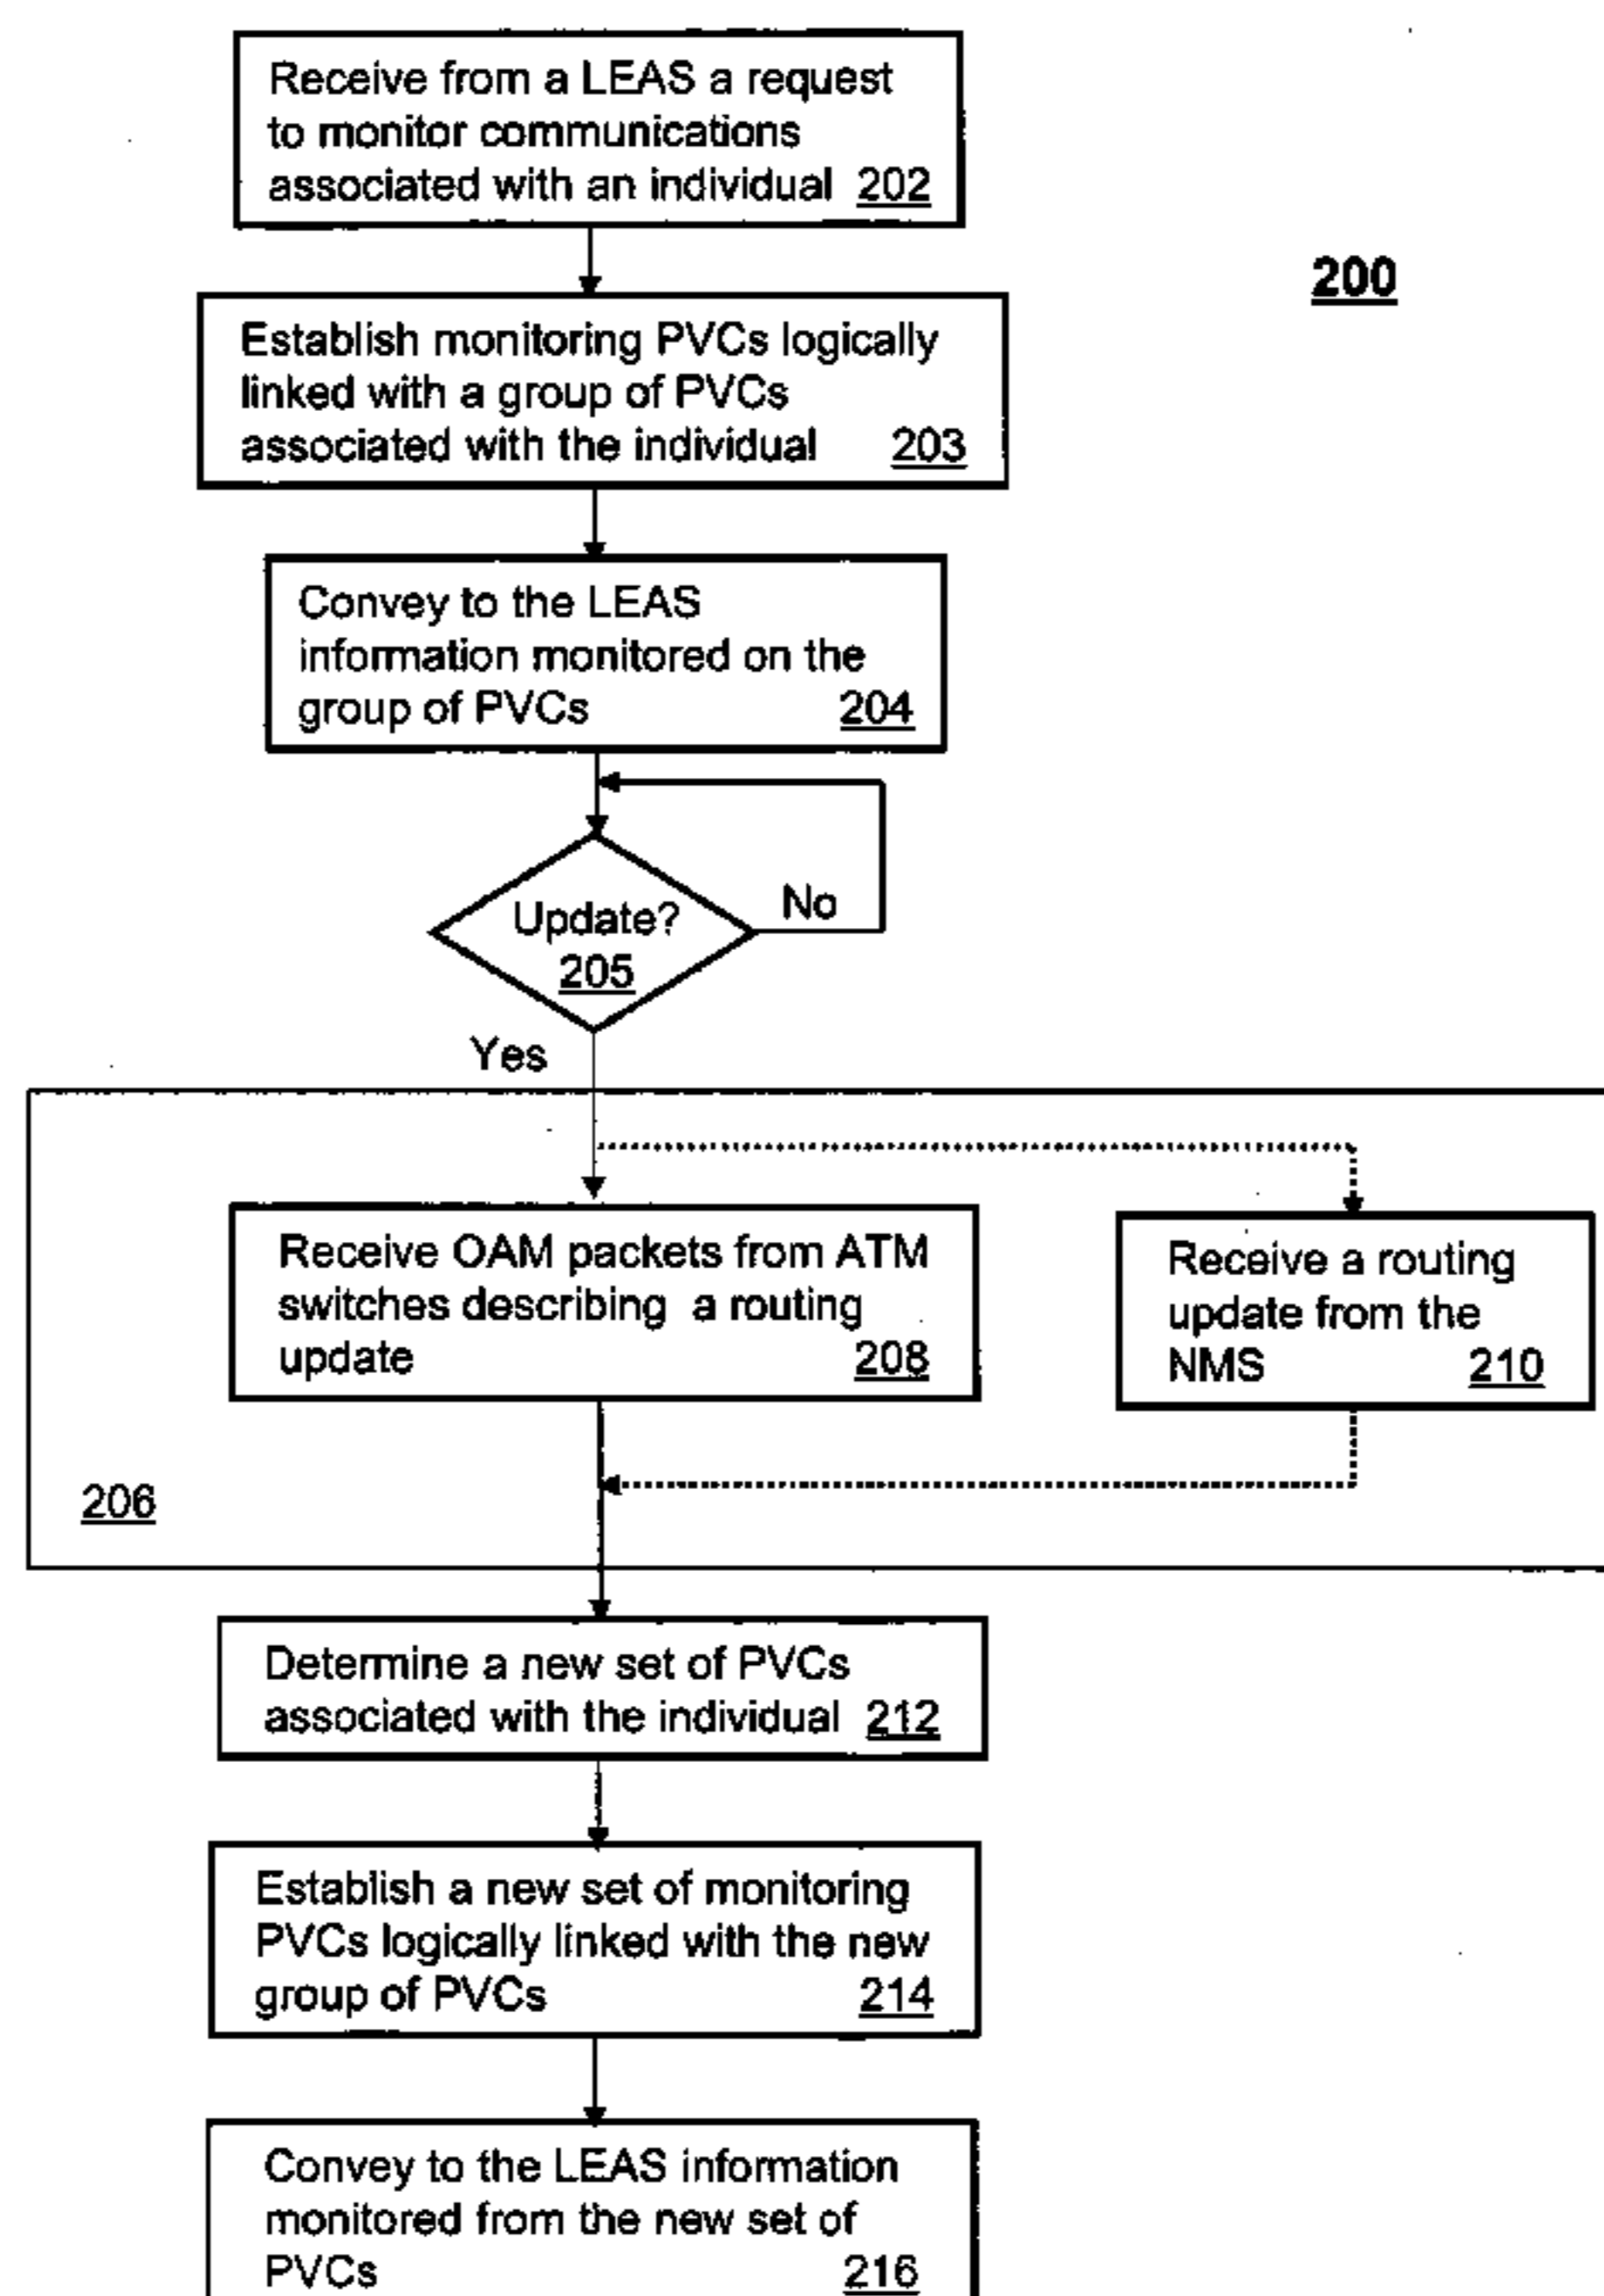 Receive from a LEAS a request
to monitor communications
associated with an individual 202
200
Establish monitoring PVCs logically
linked with a group of PVCs
associated with the individual 203
Convey to the LEAS
information monitored on the
group of PVCs 204
Update?
205
No
Yes
Receive OAM packets from ATM
switches describing a routing
update 208
Receive a routing
update from the
NMS 210
206
Determine a new set of PVCs
associated with the individual 212
Establish a new set of monitoring
PVCs logically linked with the new
group of PVCs 214
Convey to the LEAS information
monitored from the new set of
PVCs 216